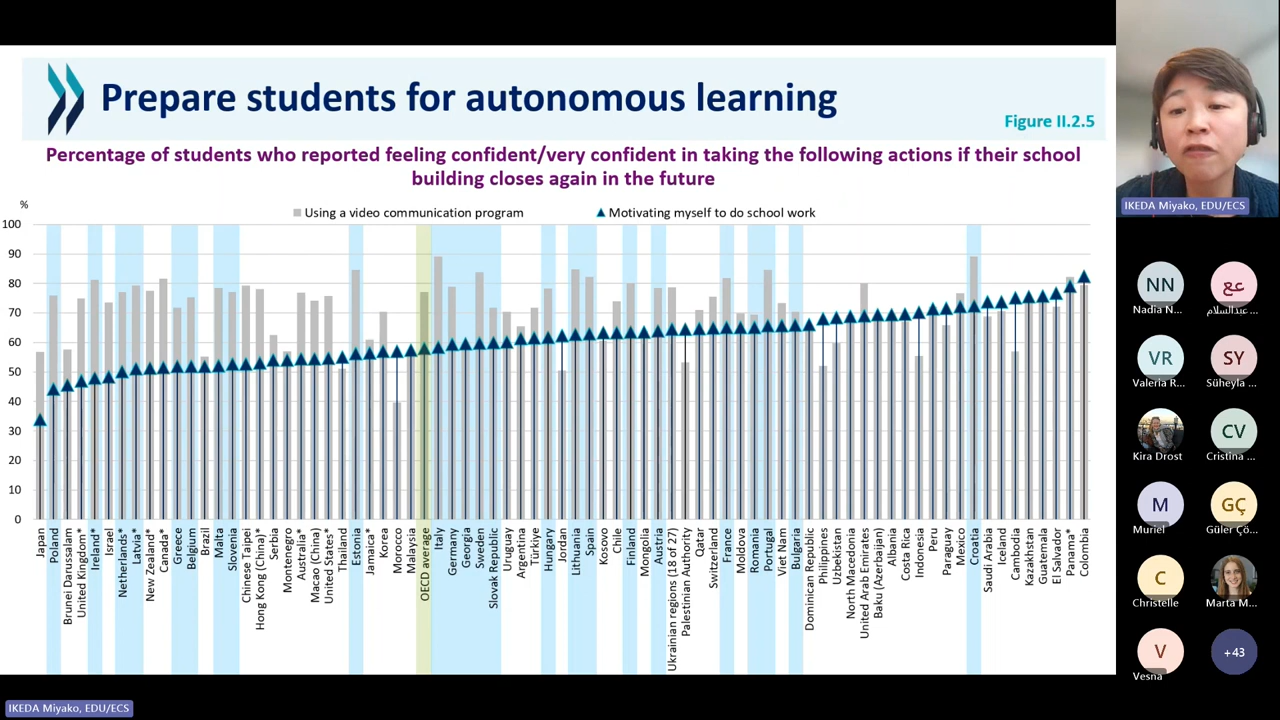 Prepare students for autonomous learning
Figure II.2.5
Percentage of students who reported feeling confident/very confident in taking the following actions if their school
building closes again in the future
%
Using a video communication program
Motivating myself to do school work
100
90
80
70
60
50
40
30
20
10
0
Japan
Poland
Brunei Darusalam
United Kingdom*
Ireland*
Israel
Netherlands*
Latvia*
New Zealand*
Canada*
Greece
Belgium
Brazil
Malta
Slovenia
Chinese Taipei
Hong Kong (China)*
Serbia
Montenegro
Australia*
Macao (China)
United States*
Thailand
Estonia
Jamaica*
Korea
Morocco
Malaysia
OECD average
Italy
Germany
Georgia
Sweden
Slovak Republic
Uruguay
Argentina
Türkiye
Hungary
Jordan
Lithuania
Spain
Kosovo
Chile
Finland
Mongolia
Austria
Ukrainian regions (18 of 27)
Palestinian Authority
Qatar
Switzerland
France
Moldova
Romania
Portugal
Viet Nam
Bulgaria
Dominican Republic
Philippines
Uzbekistan
North Macedonia
United Arab Emirates
Baku (Azerbaijan)
Albania
Costa Rica
Indonesia
Peru
Paraguay
Mexico
Croatia
Saudi Arabia
Iceland
Cambodia
Kazakhstan
Guatemala
El Salvador
Panama*
Colombia
IKEDA Miyako, EDU/ECS
NN
Nadia N...
عع
عبدالسلام ...
VR
Valeria R...
SY
Süheyla ...
Kira Drost
CV
Cristina ...
M
Muriel
GÇ
Güler Çö...
C
Christelle
Marta M...
V
Vesna
+43
IKEDA Miyako, EDU/ECS